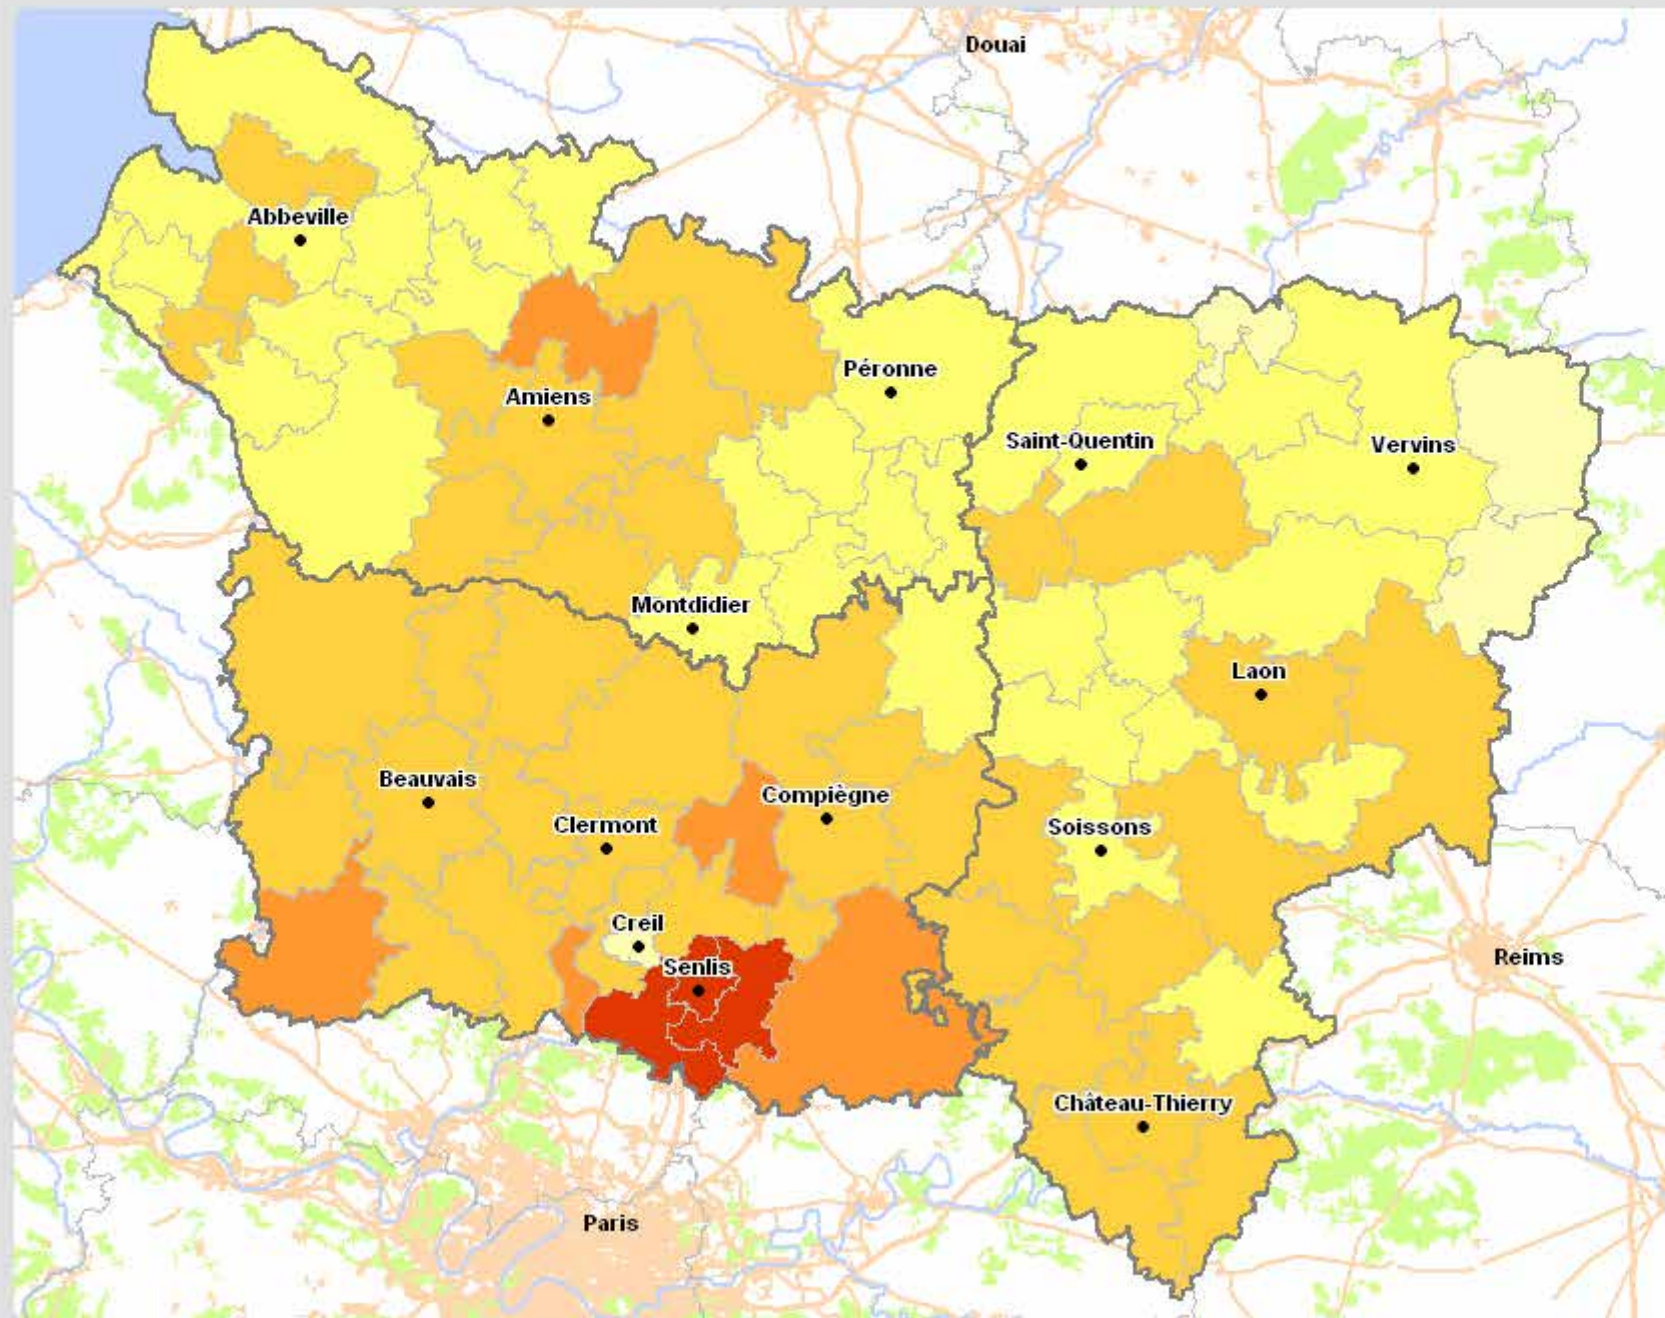 Douai
Abbeville
Péronne
Amiens
Saint-Quentin
Vervins
Montdidier
Laon
Beauvais
Compiègne
Clermont
Soissons
Creil
Senlis
Reims
Château-Thierry
Paris